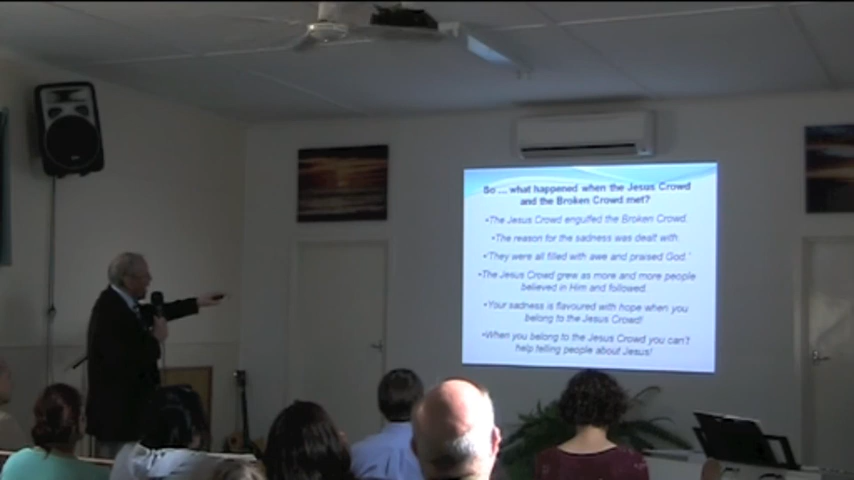 So ... what happened when the Jesus Crowd
and the Broken Crowd met?
•The Jesus Crowd engulfed the Broken Crowd.
•The reason for the sadness was dealt with.
•'They were all filled with awe and praised God.'
•The Jesus Crowd grew as more and more people
believed in Him and followed.
•Your sadness is flavoured with hope when you
belong to the Jesus Crowd!
•When you belong to the Jesus Crowd you can't
help telling people about Jesus!